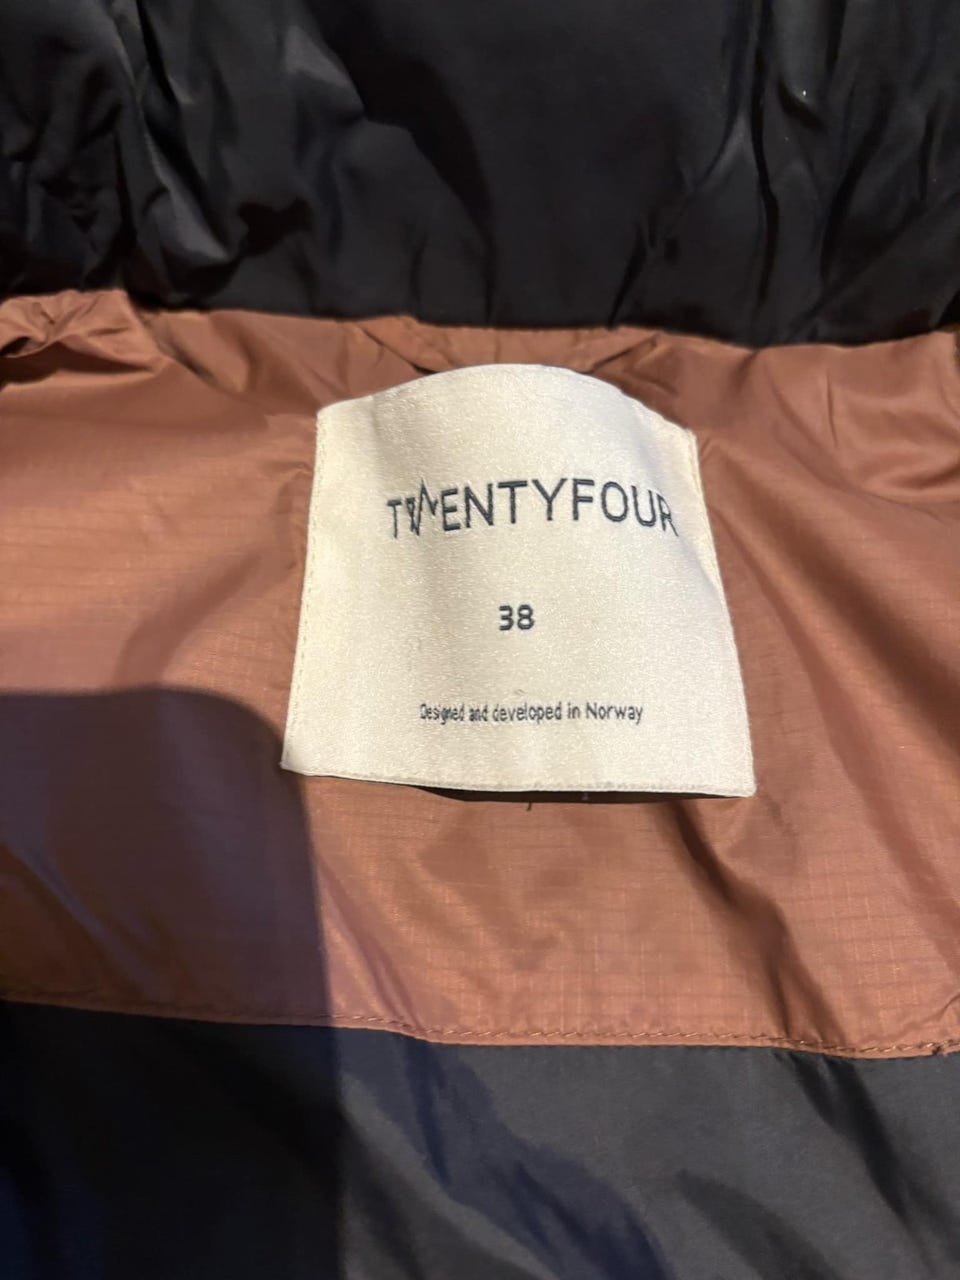 TWENTYFOUR
38
Designed and developed in Norway